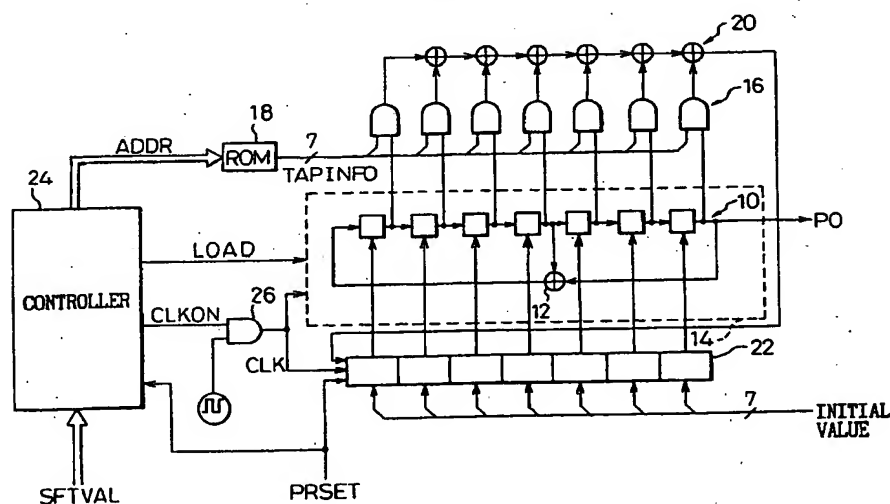 20
16
18
ADDR
ROM
7
TAPINFO
24
10
PO
LOAD
CONTROLLER
CLKON
26
12
14
22
CLK
7
INITIAL
VALUE
SFTVAL
PRSET